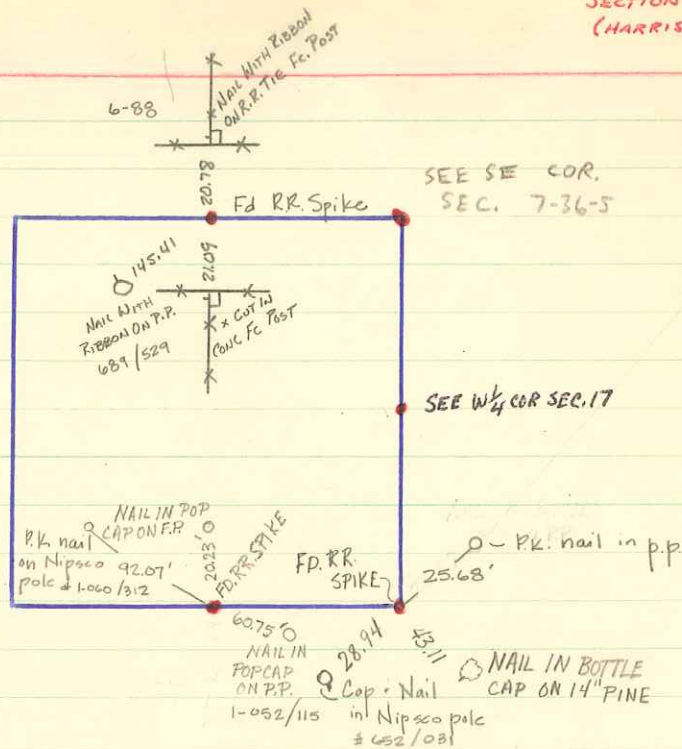 SECTION
(HARRIS
NAIL WITH RIBBON
ON R.R. TIE Fc. POST
6-88
20.78
Fd R.R. Spike
SEE SE COR.
SEC. 7-36-5
145.41
21.09
NAIL WITH
RIBBON ON P.P.
689/529
X CUT IN
CONC Fc POST
SEE W 1/4 COR SEC. 17
NAIL IN POP
CAP ON F.P.
P.K. nail
on Nipsco
pole # 1-060/312
92.07'
20.23'
FD. RR. SPIKE
FD. RR.
SPIKE
P.K. nail in p.p.
25.68'
60.75'
NAIL IN
POPCAP
ON P.P.
1-052/115
28.94
Cap & Nail
in Nipsco pole
# 652/031
43.11
NAIL IN BOTTLE
CAP ON 14" PINE